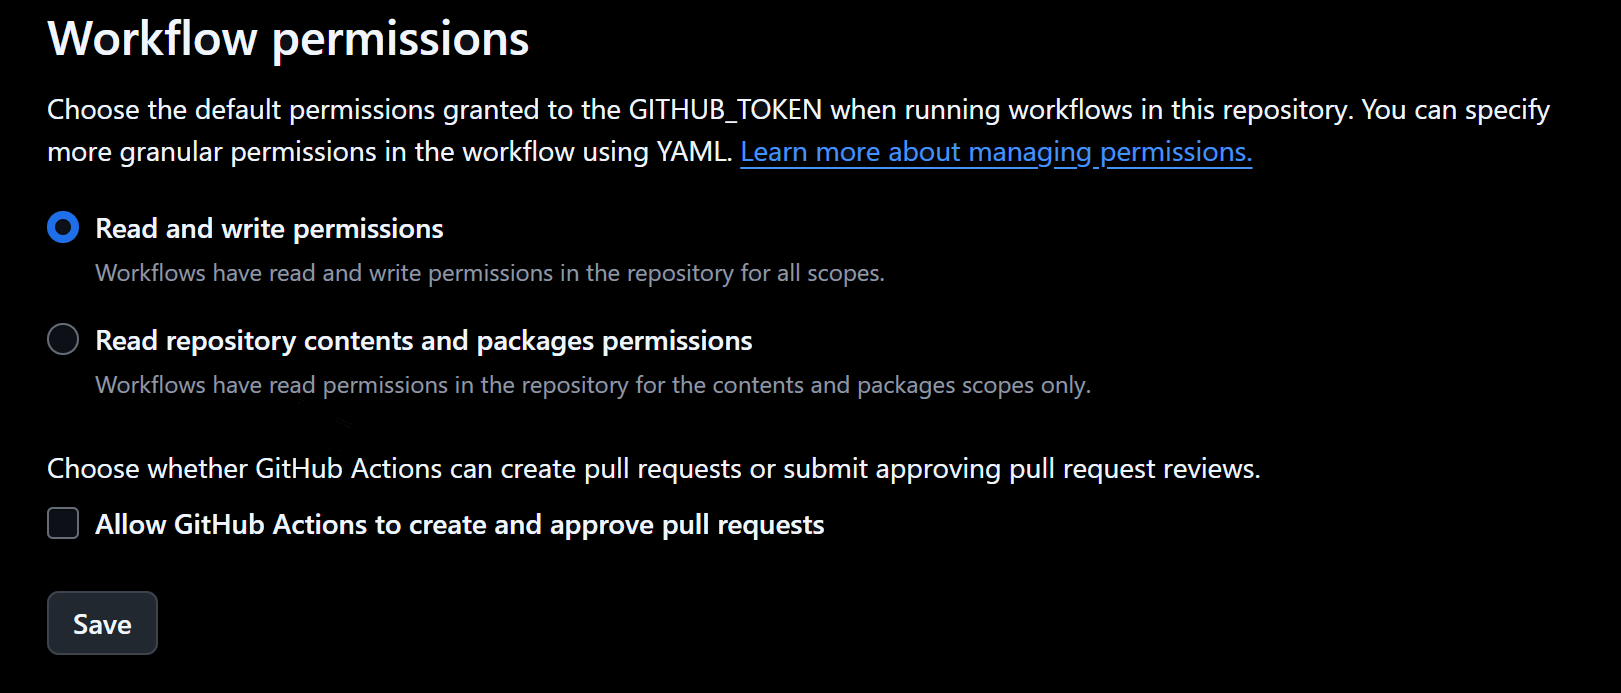 Workflow permissions
Choose the default permissions granted to the GITHUB_TOKEN when running workflows in this repository. You can specify
more granular permissions in the workflow using YAML. Learn more about managing permissions.
Read and write permissions
Workflows have read and write permissions in the repository for all scopes.
Read repository contents and packages permissions
Workflows have read permissions in the repository for the contents and packages scopes only.
Choose whether GitHub Actions can create pull requests or submit approving pull request reviews.
Allow GitHub Actions to create and approve pull requests
Save